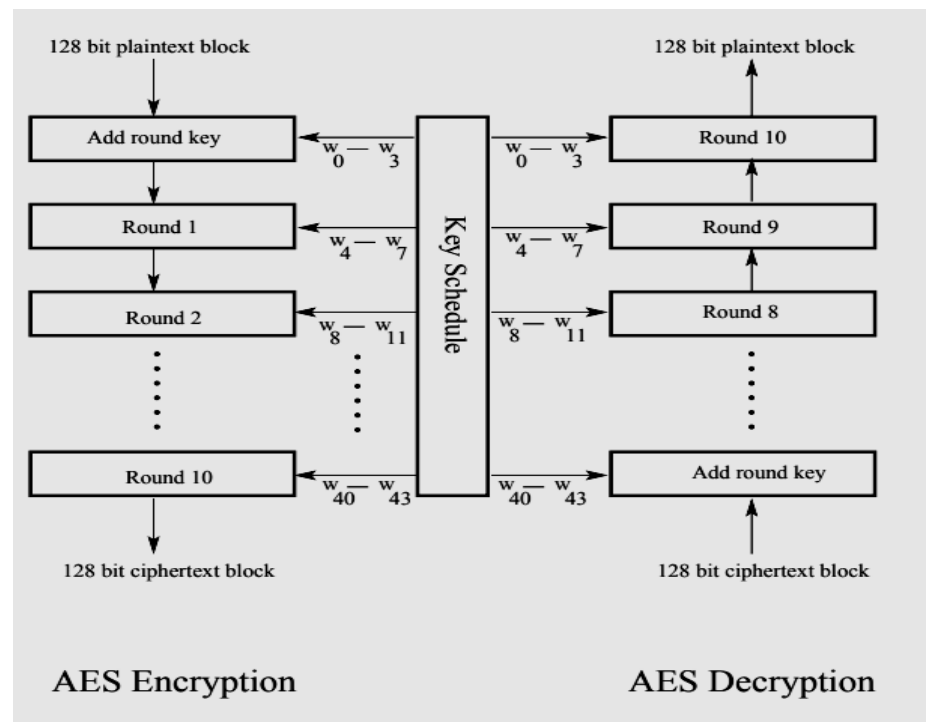 128 bit plaintext block
Add round key
Round 1
Round 2
Round 10
128 bit ciphertext block
AES Encryption
w0 — w3
w4 — w7
w8 — w11
w40 — w43
Key Schedule
w0 — w3
w4 — w7
w8 — w11
w40 — w43
128 bit plaintext block
Round 10
Round 9
Round 8
Add round key
128 bit ciphertext block
AES Decryption